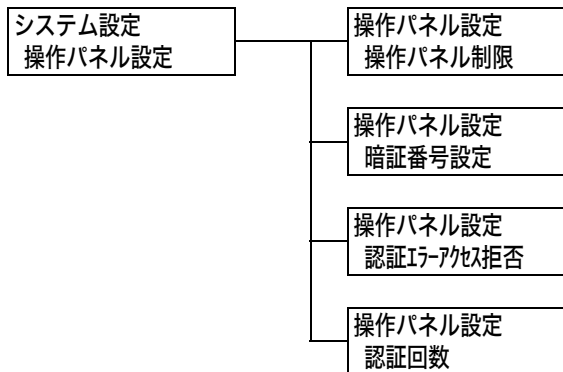 システム設定
操作パネル設定
操作パネル設定
操作パネル制限
操作パネル設定
暗証番号設定
操作パネル設定
認証ｴﾗｰｱｸｾｽ拒否
操作パネル設定
認証回数